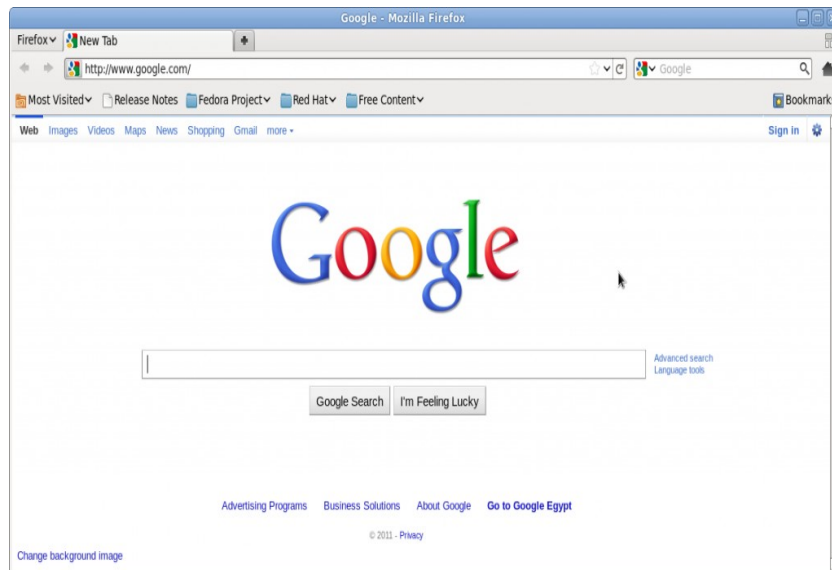 Google - Mozilla Firefox
Firefox New Tab
http://www.google.com/ Google
Most Visited Release Notes Fedora Project Red Hat Free Content Bookmark
Web Images Videos Maps News Shopping Gmail more Sign in
Google
Advanced search
Language tools
Google Search I'm Feeling Lucky
Advertising Programs Business Solutions About Google Go to Google Egypt
© 2011 - Privacy
Change background image